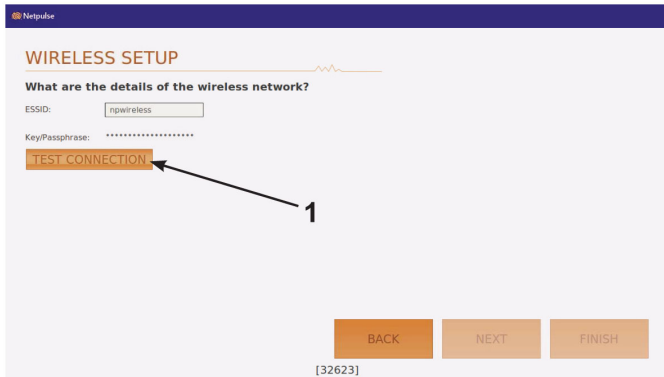 Netpulse
WIRELESS SETUP
What are the details of the wireless network?
ESSID: npwireless
Key/Passphrase: ********************
TEST CONNECTION
1
BACK NEXT FINISH
[32623]